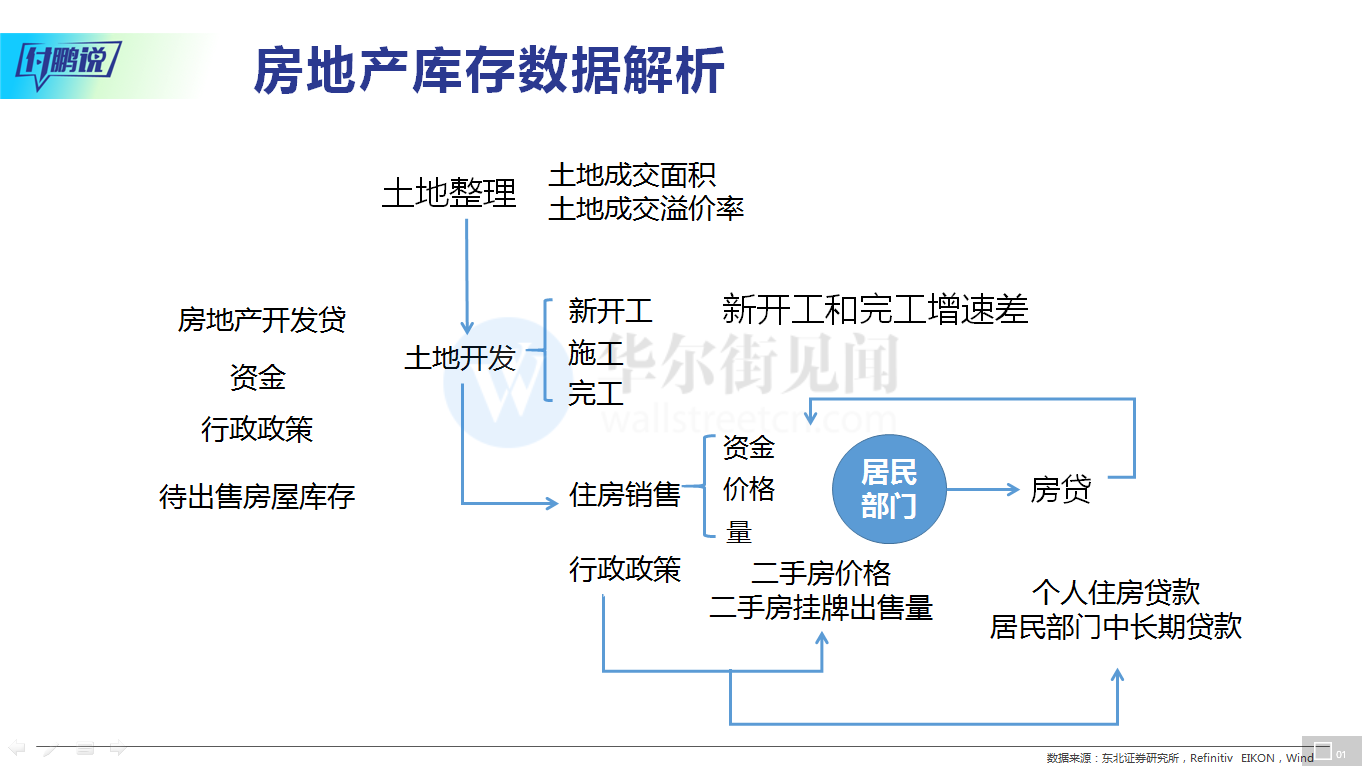 付鹏说
房地产库存数据解析
土地整理
土地成交面积
土地成交溢价率
房地产开发贷
资金
行政政策
待出售房屋库存
土地开发
新开工
施工
完工
新开工和完工增速差
华尔街见闻
wallstreetcn.com
住房销售
资金
价格
量
居民
部门
房贷
行政政策
二手房价格
二手房挂牌出售量
个人住房贷款
居民部门中长期贷款
数据来源：东北证券研究所，Refinitiv EIKON，Wind
01